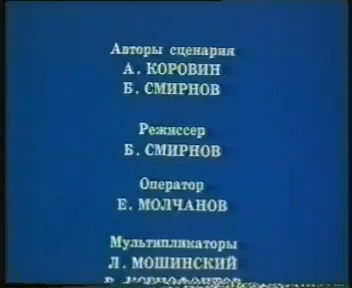 Авторы сценария
А. КОРОВИН
Б. СМИРНОВ
Режиссер
Б. СМИРНОВ
Оператор
Е. МОЛЧАНОВ
Мультипликаторы
Л. МОШИНСКИЙ